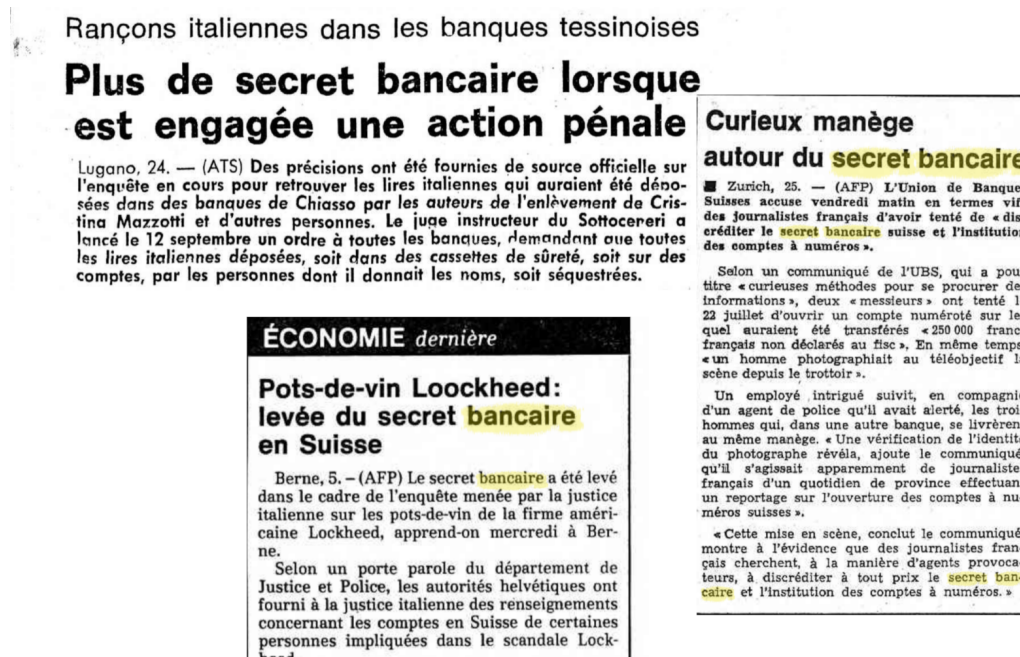 Rançons italiennes dans les banques tessinoises
Plus de secret bancaire lorsque
est engagée une action pénale
Lugano, 24. — (ATS) Des précisions ont été fournies de source officielle sur
l'enquête en cours pour retrouver les lires italiennes qui auraient été dépo-
sées dans des banques de Chiasso par les auteurs de l'enlèvement de Cris-
tina Mazzotti et d'autres personnes. Le juge instructeur du Sottocereri a
lancé le 12 septembre un ordre à toutes les banques, demandant que toutes
les lires italiennes déposées, soit dans des cassettes de sûreté, soit sur des
comptes, par les personnes dont il donnait les noms, soit séquestrées.
Curieux manège
autour du secret bancaire
Zurich, 25. — (AFP) L'Union de Banque
Suisses accuse vendredi matin en termes vif
des journalistes français d'avoir tenté de « dis
créditer le secret bancaire suisse et l'institution
des comptes à numéros ».
Selon un communiqué de l'UBS, qui a pou
titre « curieuses méthodes pour se procurer de
informations », deux « messieurs » ont tenté l
22 juillet d'ouvrir un compte numéroté sur le
quel auraient été transférés « 250 000 franc
français non déclarés au fisc ». En même temps
« un homme photographiait au téléobjectif l
scène depuis le trottoir ».
Un employé intrigué suivit, en compagnie
d'un agent de police qu'il avait alerté, les troi
hommes qui, dans une autre banque, se livrèren
au même manège. « Une vérification de l'identit
du photographe révéla, ajoute le communiqué
qu'il s'agissait apparemment de journaliste
français d'un quotidien de province effectuan
un reportage sur l'ouverture des comptes à nu
méros suisses ».
« Cette mise en scène, conclut le communiqué
montre à l'évidence que des journalistes fran
çais cherchent, à la manière d'agents provoca
teurs, à discréditer à tout prix le secret ban
caire et l'institution des comptes à numéros. »
ÉCONOMIE dernière
Pots-de-vin Loockheed:
levée du secret bancaire
en Suisse
Berne, 5. – (AFP) Le secret bancaire a été levé
dans le cadre de l'enquête menée par la justice
italienne sur les pots-de-vin de la firme améri-
caine Lockheed, apprend-on mercredi à Ber-
ne.
Selon un porte parole du département de
Justice et Police, les autorités helvétiques ont
fourni à la justice italienne des renseignements
concernant les comptes en Suisse de certaines
personnes impliquées dans le scandale Lock-